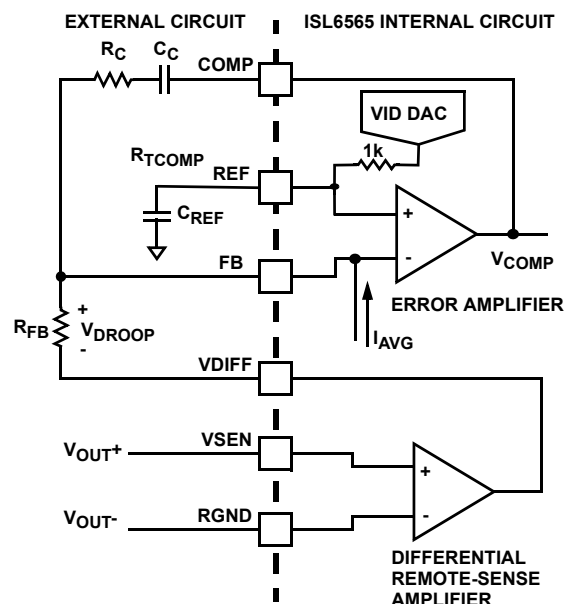 EXTERNAL CIRCUIT ISL6565 INTERNAL CIRCUIT
RC CC COMP
VID DAC
1k
RTCOMP
REF
CREF
+
-
FB
VCOMP
ERROR AMPLIFIER
IAVG
RFB
+
VDROOP
-
VDIFF
VOUT+ VSEN
+
VOUT- RGND
-
DIFFERENTIAL
REMOTE-SENSE
AMPLIFIER